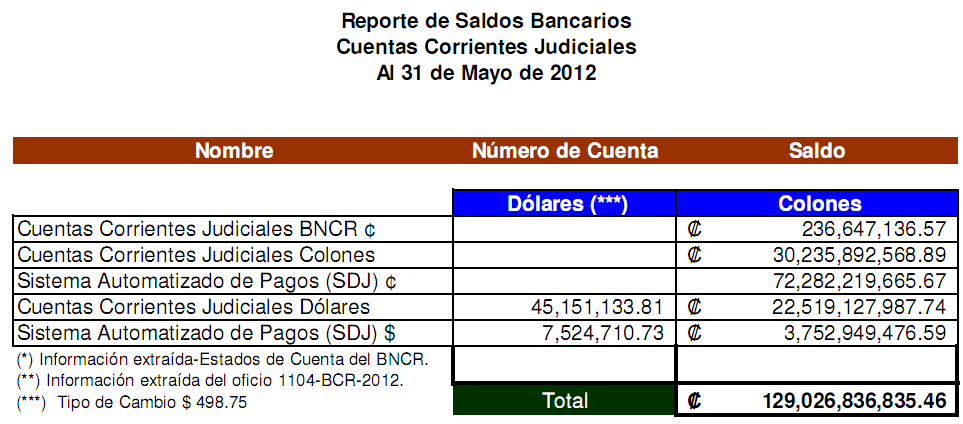 Reporte de Saldos Bancarios
Cuentas Corrientes Judiciales
Al 31 de Mayo de 2012
Nombre Número de Cuenta Saldo
Dólares (***) Colones
Cuentas Corrientes Judiciales BNCR ¢ ₡ 236,647,136.57
Cuentas Corrientes Judiciales Colones ₡ 30,235,892,568.89
Sistema Automatizado de Pagos (SDJ) ¢ 72,282,219,665.67
Cuentas Corrientes Judiciales Dólares 45,151,133.81 ₡ 22,519,127,987.74
Sistema Automatizado de Pagos (SDJ) $ 7,524,710.73 ₡ 3,752,949,476.59
(*) Información extraída-Estados de Cuenta del BNCR.
(**) Información extraída del oficio 1104-BCR-2012.
(***) Tipo de Cambio $ 498.75
Total ₡ 129,026,836,835.46